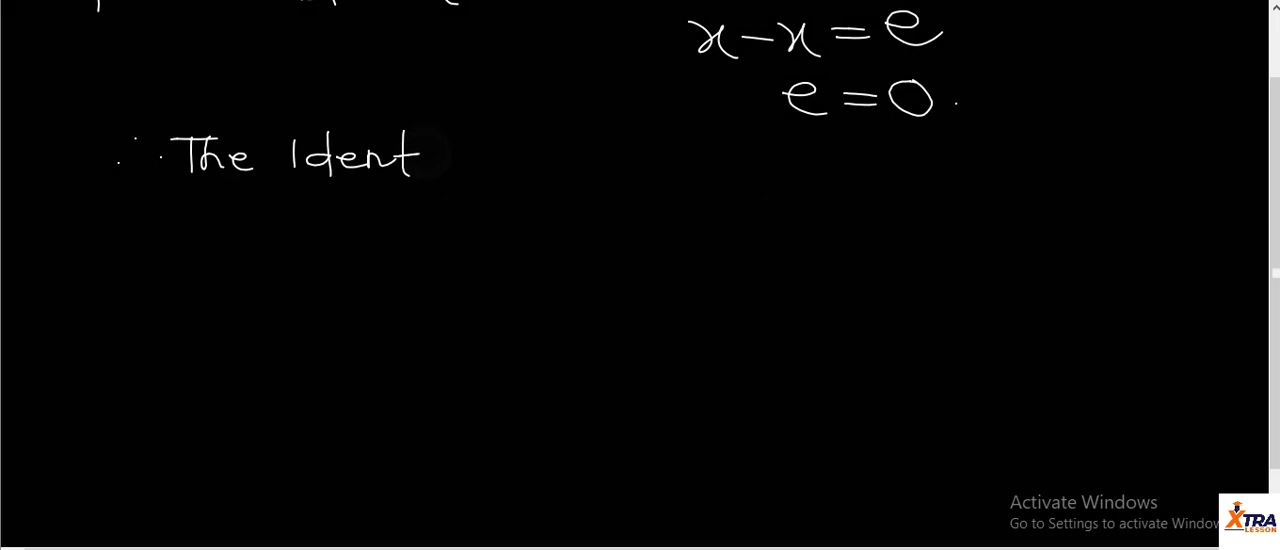 x-x=e
e=0.
∴ The Ident
Activate Windows
Go to Settings to activate Window
XTRA
LESSON